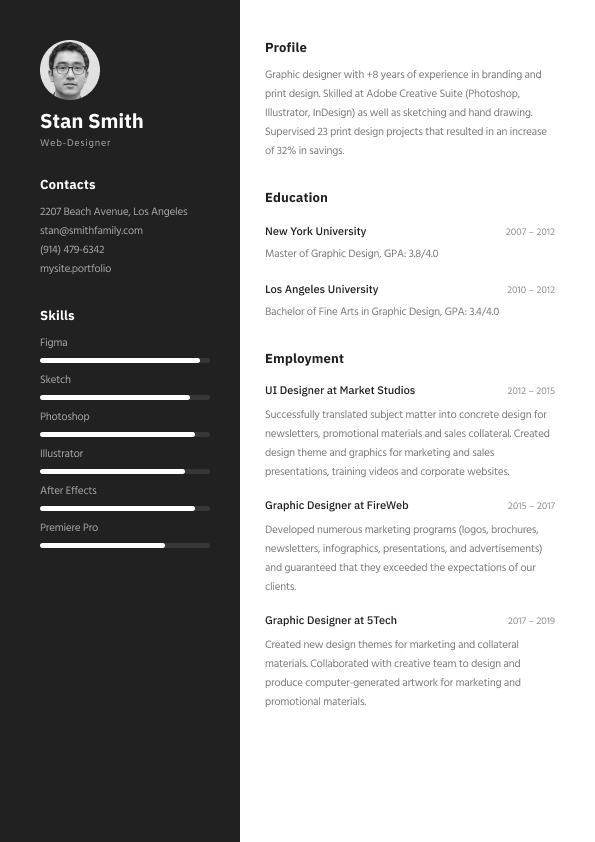 Stan Smith
Web-Designer
Contacts
2207 Beach Avenue, Los Angeles
stan@smithfamily.com
(914) 479-6342
mysite.portfolio
Skills
Figma
Sketch
Photoshop
Illustrator
After Effects
Premiere Pro
Profile
Graphic designer with +8 years of experience in branding and
print design. Skilled at Adobe Creative Suite (Photoshop,
Illustrator, InDesign) as well as sketching and hand drawing.
Supervised 23 print design projects that resulted in an increase
of 32% in savings.
Education
New York University 2007 – 2012
Master of Graphic Design, GPA: 3.8/4.0
Los Angeles University 2010 – 2012
Bachelor of Fine Arts in Graphic Design, GPA: 3.4/4.0
Employment
UI Designer at Market Studios 2012 – 2015
Successfully translated subject matter into concrete design for
newsletters, promotional materials and sales collateral. Created
design theme and graphics for marketing and sales
presentations, training videos and corporate websites.
Graphic Designer at FireWeb 2015 – 2017
Developed numerous marketing programs (logos, brochures,
newsletters, infographics, presentations, and advertisements)
and guaranteed that they exceeded the expectations of our
clients.
Graphic Designer at 5Tech 2017 – 2019
Created new design themes for marketing and collateral
materials. Collaborated with creative team to design and
produce computer-generated artwork for marketing and
promotional materials.